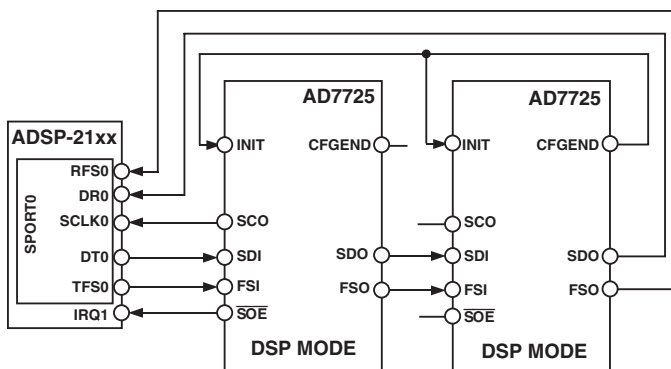 AD7725
AD7725
ADSP-21xx
INIT
CFGEND
INIT
CFGEND
SPORT0
RFS0
DR0
SCLK0
DT0
TFS0
IRQ1
SCO
SDI
FSI
SOE
SDO
FSO
SCO
SDI
FSI
SOE
SDO
FSO
DSP MODE
DSP MODE